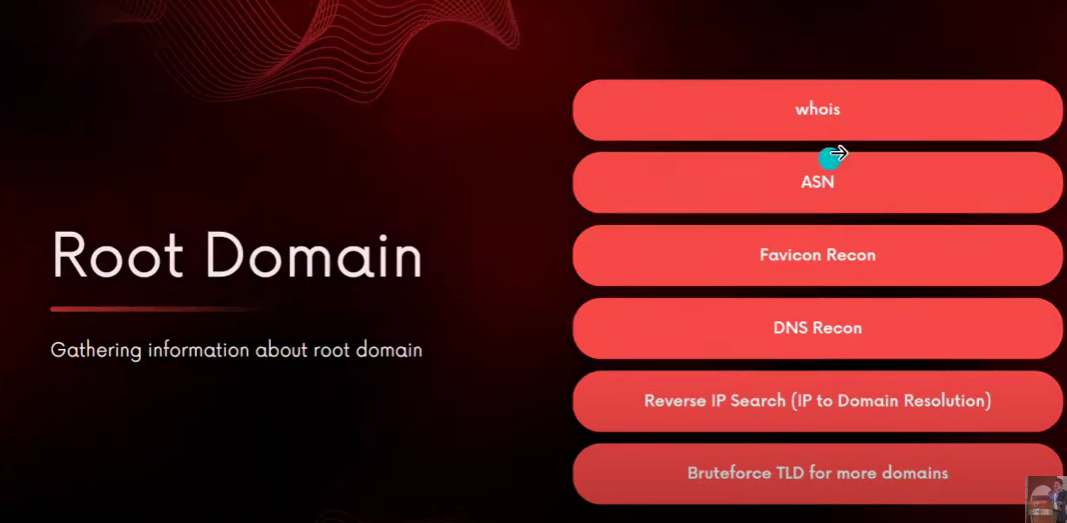 Root Domain
Gathering information about root domain
whois
ASN
Favicon Recon
DNS Recon
Reverse IP Search (IP to Domain Resolution)
Bruteforce TLD for more domains